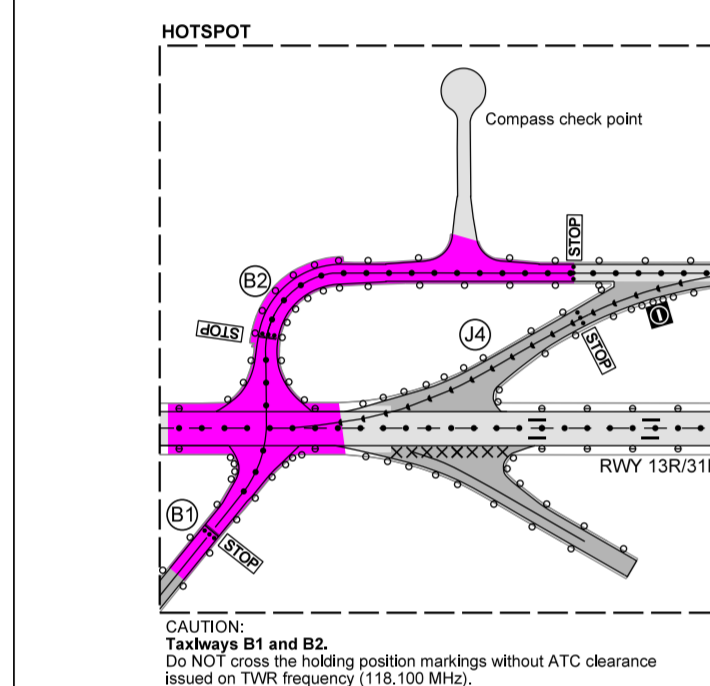 HOTSPOT
Compass check point
STOP
B2
STOP
J4
STOP
RWY 13R/31
B1
STOP
CAUTION:
Taxlways B1 and B2.
Do NOT cross the holding position markings without ATC clearance
issued on TWR frequency (118.100 MHz).